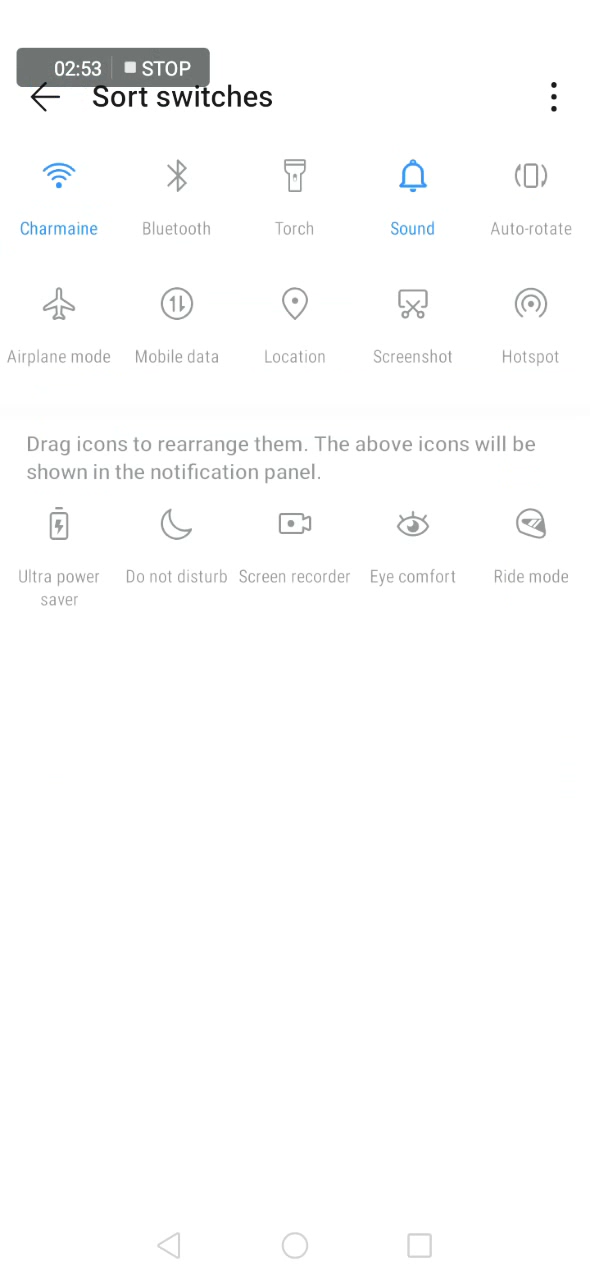 02:53 STOP
Sort switches
Charmaine Bluetooth Torch Sound Auto-rotate
Airplane mode Mobile data Location Screenshot Hotspot
Drag icons to rearrange them. The above icons will be
shown in the notification panel.
Ultra power Do not disturb Screen recorder Eye comfort Ride mode
saver